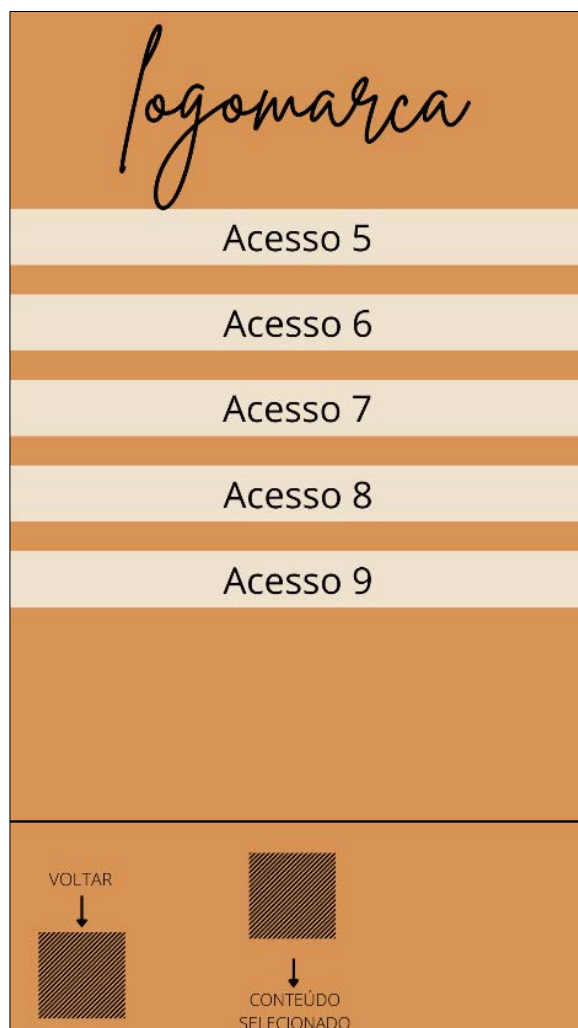 logomarca
Acesso 5
Acesso 6
Acesso 7
Acesso 8
Acesso 9
VOLTAR
CONTEÚDO
SELECIONADO